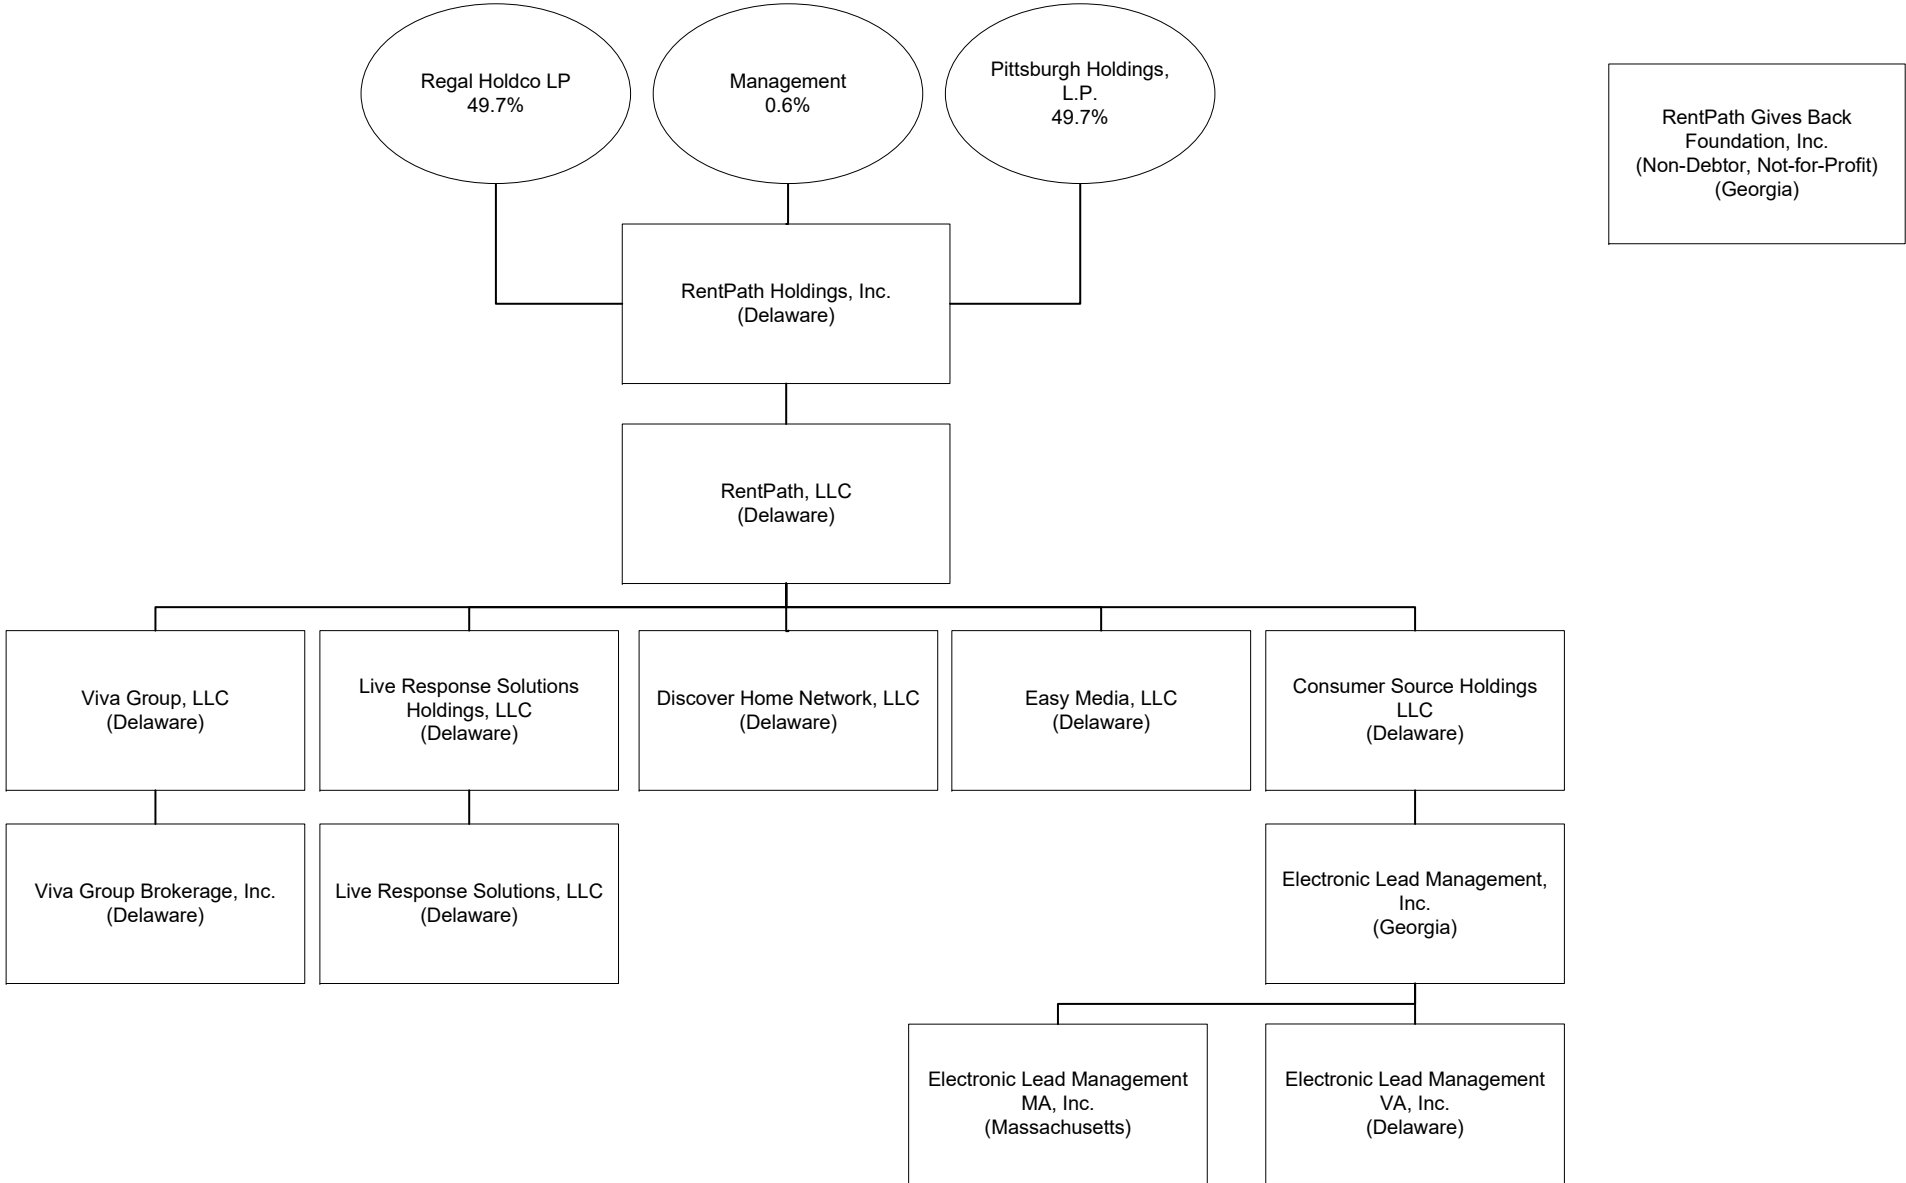 Regal Holdco LP
49.7%
Management
0.6%
Pittsburgh Holdings,
L.P.
49.7%
RentPath Gives Back
Foundation, Inc.
(Non-Debtor, Not-for-Profit)
(Georgia)
RentPath Holdings, Inc.
(Delaware)
RentPath, LLC
(Delaware)
Viva Group, LLC
(Delaware)
Live Response Solutions
Holdings, LLC
(Delaware)
Discover Home Network, LLC
(Delaware)
Easy Media, LLC
(Delaware)
Consumer Source Holdings
LLC
(Delaware)
Viva Group Brokerage, Inc.
(Delaware)
Live Response Solutions, LLC
(Delaware)
Electronic Lead Management,
Inc.
(Georgia)
Electronic Lead Management
MA, Inc.
(Massachusetts)
Electronic Lead Management
VA, Inc.
(Delaware)